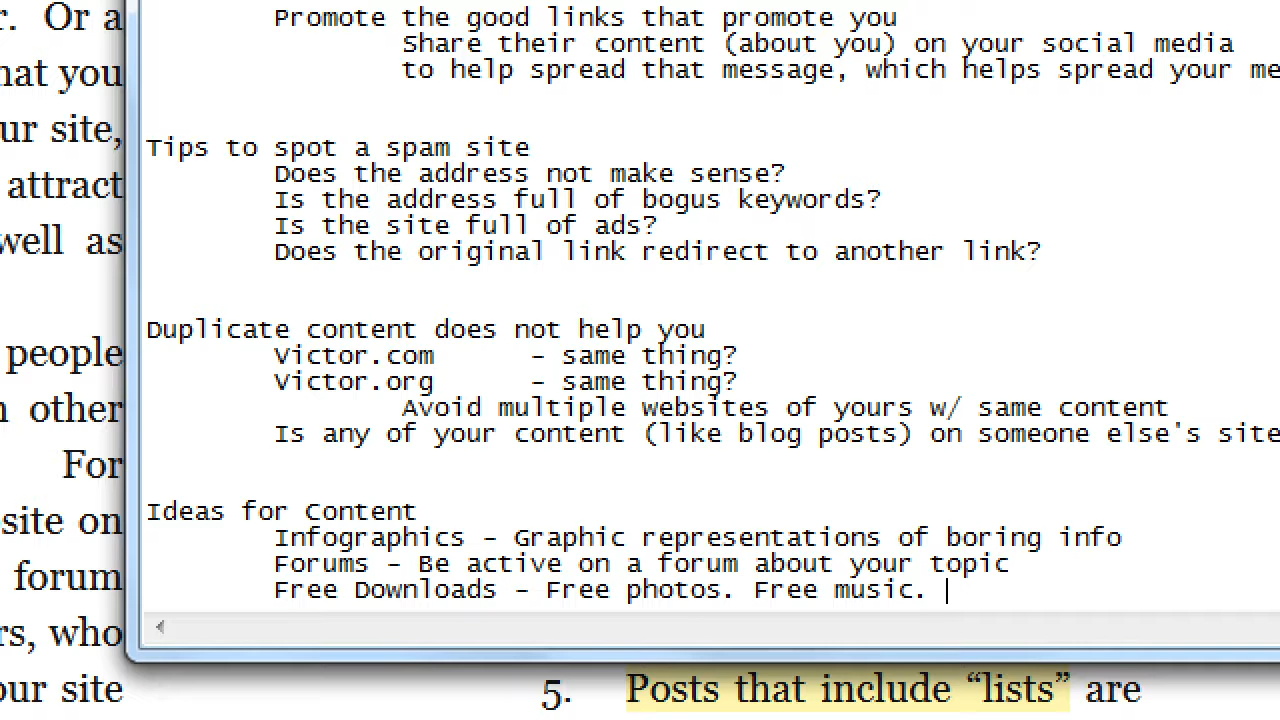 r. Or a
hat you
ur site,
attract
well as
people
other
For
site on
forum
rs, who
our site
Promote the good links that promote you
Share their content (about you) on your social media
to help spread that message, which helps spread your me
Tips to spot a spam site
Does the address not make sense?
Is the address full of bogus keywords?
Is the site full of ads?
Does the original link redirect to another link?
Duplicate content does not help you
Victor.com - same thing?
Victor.org - same thing?
Avoid multiple websites of yours w/ same content
Is any of your content (like blog posts) on someone else's site
Ideas for Content
Infographics - Graphic representations of boring info
Forums - Be active on a forum about your topic
Free Downloads - Free photos. Free music.
5. Posts that include “lists” are